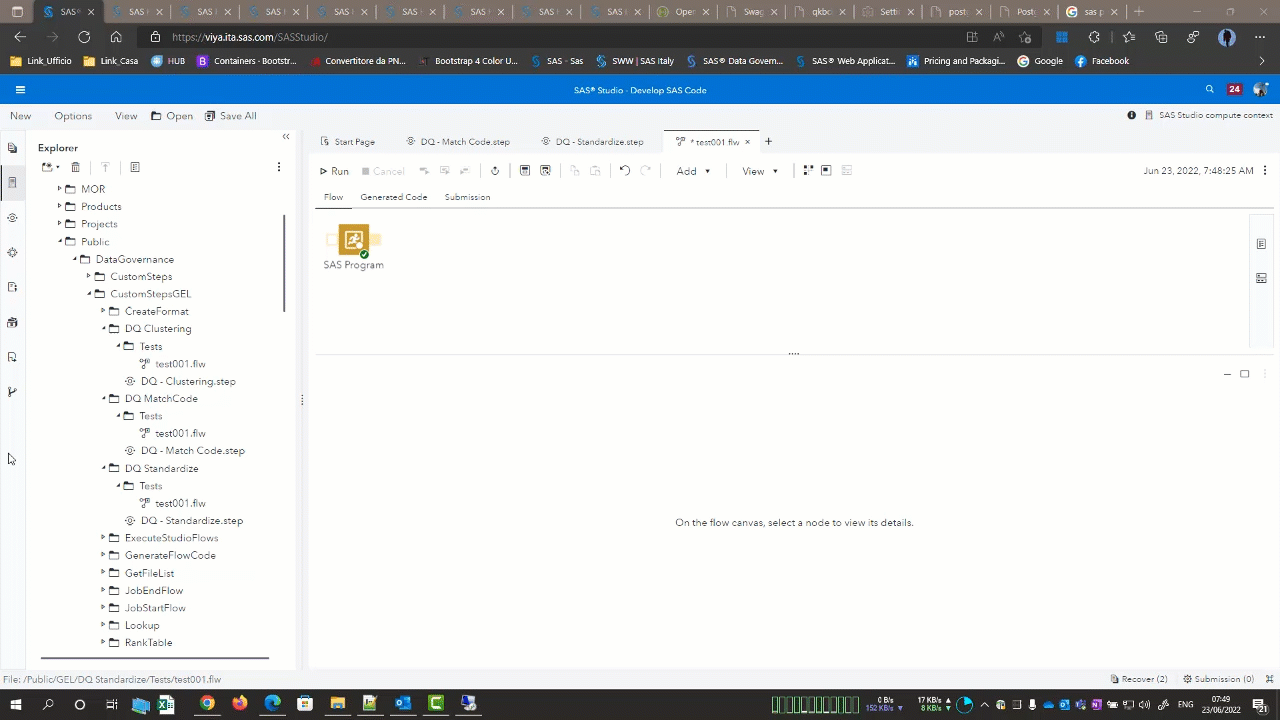 SAS®
SAS
SAS
SAS
SAS
SAS
SAS
SAS
SAS
Oper
Swag
qkb
Setti
post
Post
sas p
https://viya.ita.sas.com/SASStudio/
Link_Ufficio
Link_Casa
HUB
Containers - Bootstr...
Convertitore da PN...
Bootstrap 4 Color U...
SAS - Sas
SWW | SAS Italy
SAS® Data Govern...
SAS® Web Applicat...
Pricing and Packagin...
Google
Facebook
SAS® Studio - Develop SAS Code
24
New Options View Open Save All
SAS Studio compute context
Explorer
Start Page
DQ - Match Code.step
DQ - Standardize.step
* test001.flw
Run Cancel Add View
Jun 23, 2022, 7:48:25 AM
Flow Generated Code Submission
MOR
Products
Projects
Public
DataGovernance
CustomSteps
CustomStepsGEL
CreateFormat
DQ Clustering
Tests
test001.flw
DQ - Clustering.step
DQ MatchCode
Tests
test001.flw
DQ - Match Code.step
DQ Standardize
Tests
test001.flw
DQ - Standardize.step
ExecuteStudioFlows
GenerateFlowCode
GetFileList
JobEndFlow
JobStartFlow
Lookup
RankTable
SAS Program
On the flow canvas, select a node to view its details.
File: /Public/GEL/DQ Standardize/Tests/test001.flw
Recover (2)
Submission (0)
0 B/s
152 KB/s
17 KB/s
8 KB/s
ENG
07:49
23/06/2022